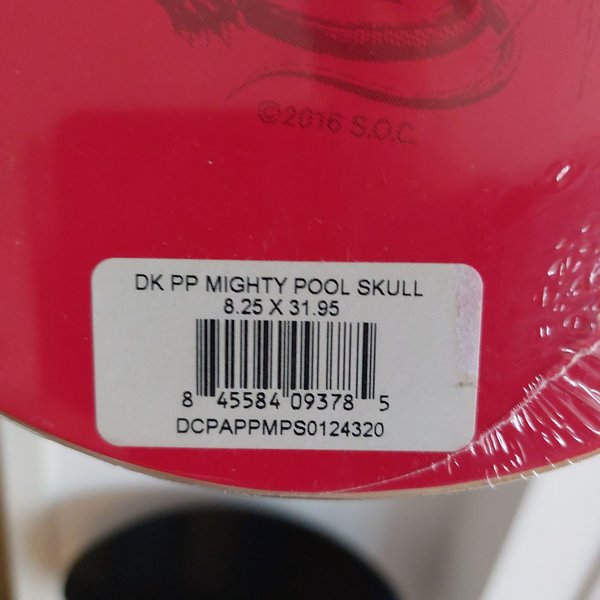 ©2016 S.O.C.
DK PP MIGHTY POOL SKULL
8.25 X 31.95
8 45584 09378 5
DCPAPPMPS0124320